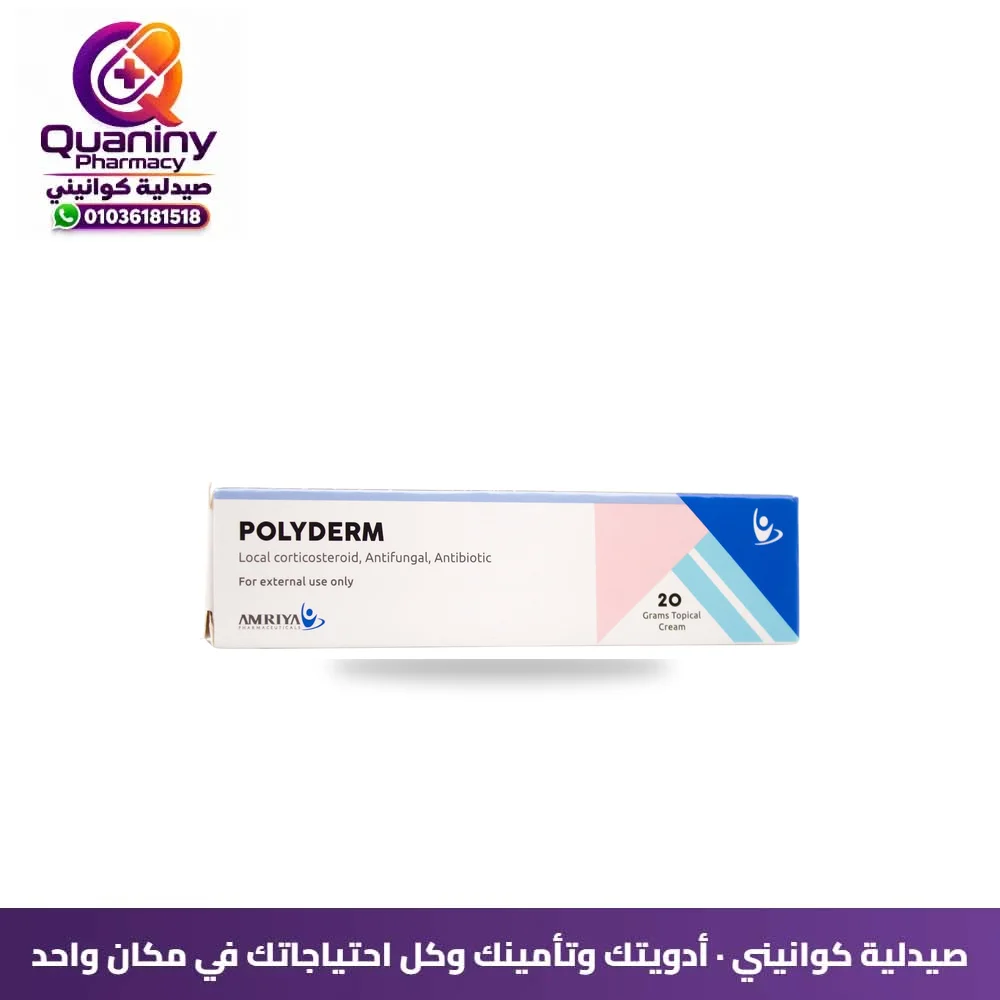 Quaniny
Pharmacy
صيدلية كوانيني
01036181518
POLYDERM
Local corticosteroid, Antifungal, Antibiotic
For external use only
AMRIYA
PHARMACEUTICALS
20
Grams Topical
Cream
صيدلية كوانيني · أدويتك وتأمينك وكل احتياجاتك في مكان واحد